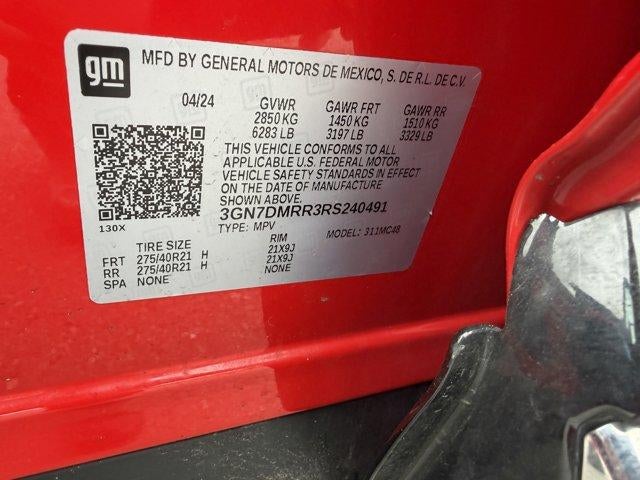 gm
MFD BY GENERAL MOTORS DE MEXICO, S. DE R.L. DE C.V.
04/24 GVWR GAWR FRT GAWR RR
2850 KG 1450 KG 1510 KG
6283 LB 3197 LB 3329 LB
THIS VEHICLE CONFORMS TO ALL
APPLICABLE U.S. FEDERAL MOTOR
VEHICLE SAFETY STANDARDS IN EFFECT
ON THE DATE OF MANUFACTURE
SHOWN ABOVE.
3GN7DMRR3RS240491
130X TYPE: MPV MODEL: 311MC48
TIRE SIZE RIM
FRT 275/40R21 H 21X9J
RR 275/40R21 H 21X9J
SPA NONE NONE